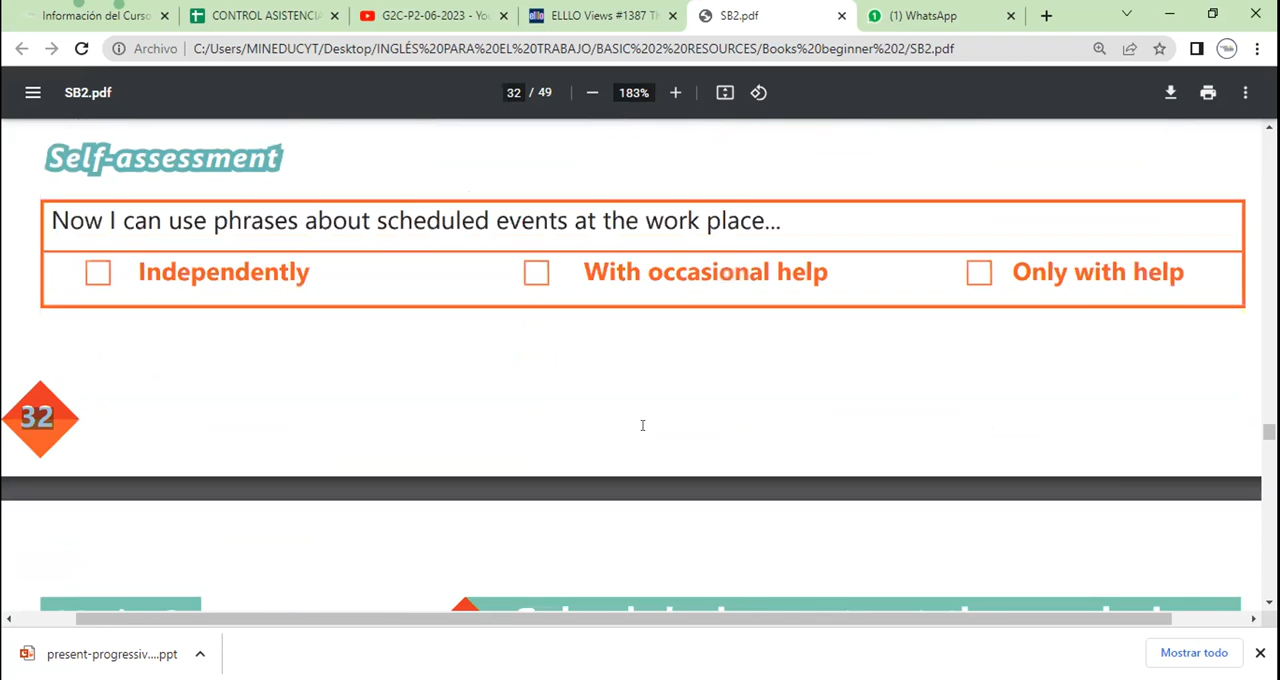 Información del Curso
CONTROL ASISTENCIA
G2C-P2-06-2023 - You
ELLLO Views #1387 Th
SB2.pdf
(1) WhatsApp
Archivo
C:/Users/MINEDUCYT/Desktop/INGLÉS%20PARA%20EL%20TRABAJO/BASIC%202%20RESOURCES/Books%20beginner%202/SB2.pdf
SB2.pdf
32 / 49
183%
Self-assessment
Now I can use phrases about scheduled events at the work place...
Independently
With occasional help
Only with help
32
present-progressiv....ppt
Mostrar todo